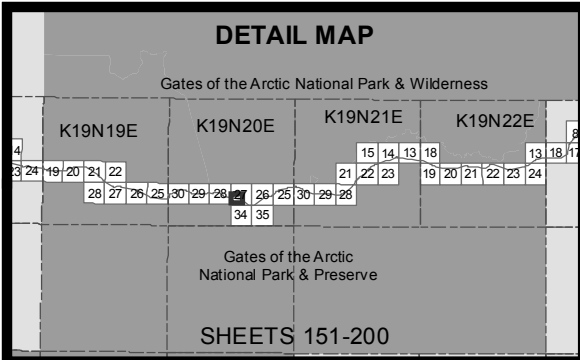 DETAIL MAP
Gates of the Arctic National Park & Wilderness
K19N19E
K19N20E
K19N21E
K19N22E
8
4
15 14 13 18
13 18 17
23 24 19 20 21 22
21 22 23
19 20 21 22 23 24
28 27 26 25 30 29 28 27 26 25 30 29 28
34 35
Gates of the Arctic
National Park & Preserve
SHEETS 151-200